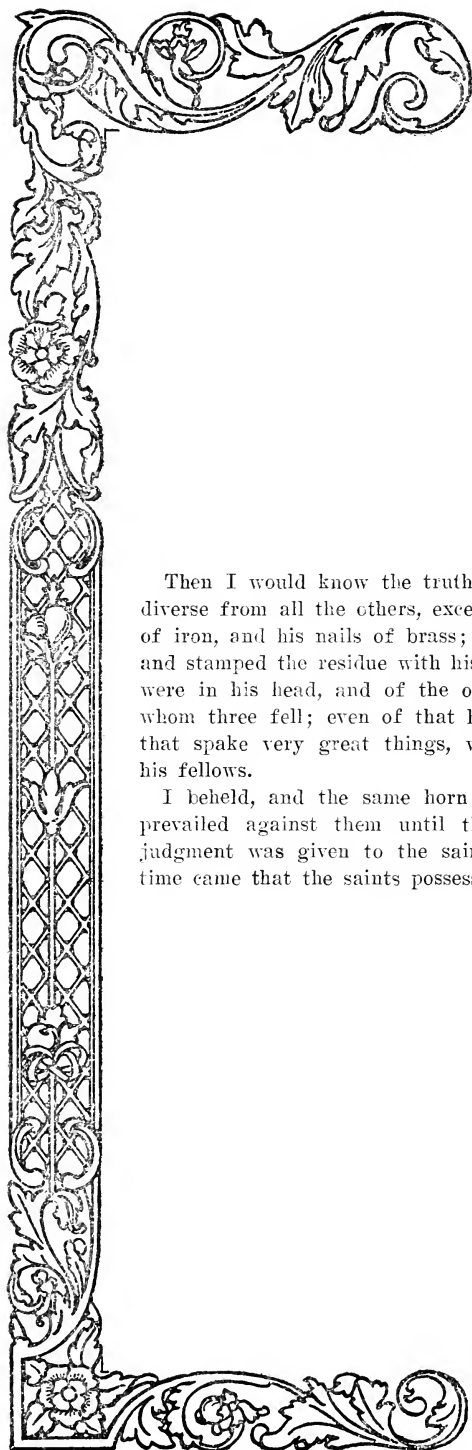 Then I would know the truth
diverse from all the others, exce
of iron, and his nails of brass;
and stamped the residue with his
were in his head, and of the o
whom three fell; even of that h
that spake very great things, v
his fellows.
I beheld, and the same horn
prevailed against them until th
judgment was given to the sain
time came that the saints posses